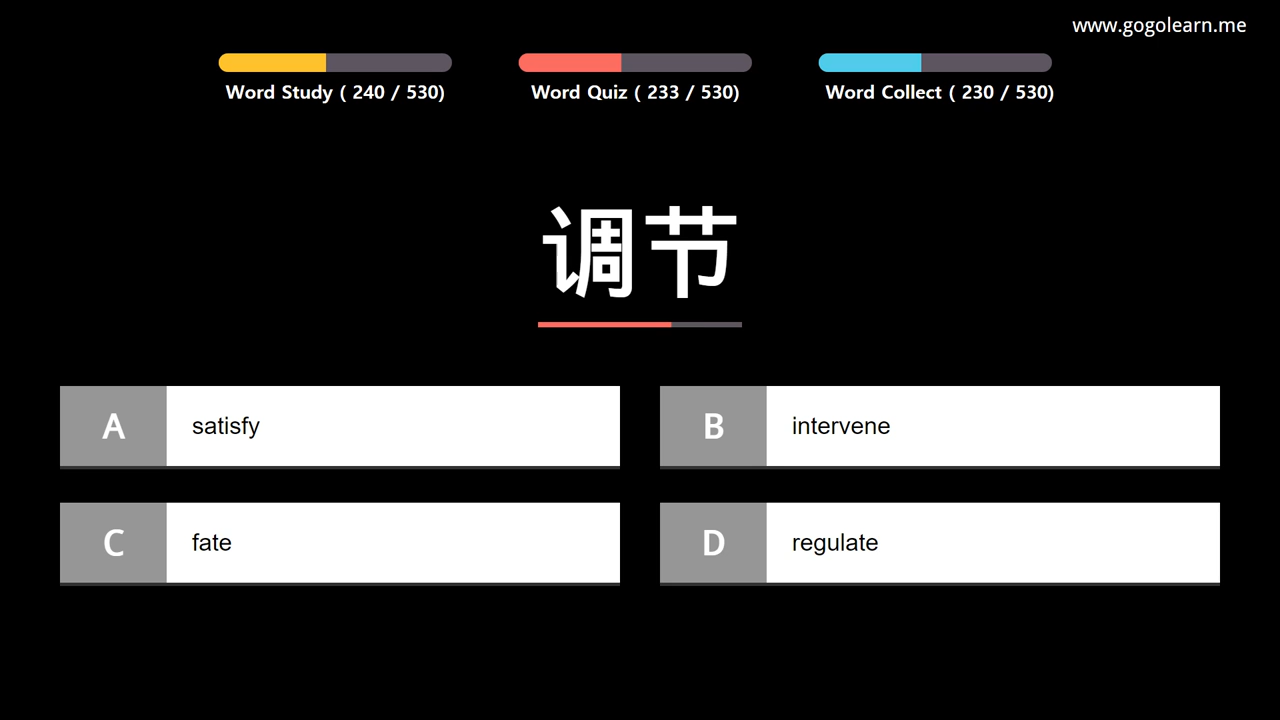 www.gogolearn.me
Word Study ( 240 / 530)
Word Quiz ( 233 / 530)
Word Collect ( 230 / 530)
调节
A satisfy
B intervene
C fate
D regulate